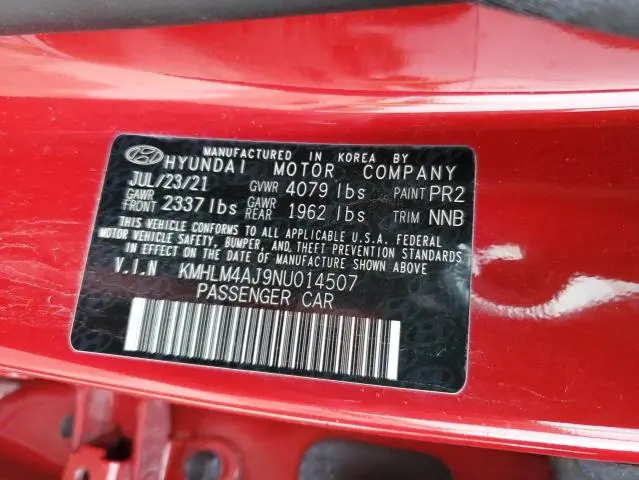 MANUFACTURED IN KOREA BY
HYUNDAI MOTOR COMPANY
JUL/23/21 GVWR 4079 lbs PAINT PR2
GAWR FRONT 2337 lbs GAWR REAR 1962 lbs TRIM NNB
THIS VEHICLE CONFORMS TO ALL APPLICABLE U.S.A. FEDERAL
MOTOR VEHICLE SAFETY, BUMPER, AND THEFT PREVENTION STANDARDS
IN EFFECT ON THE DATE OF MANUFACTURE SHOWN ABOVE.
V.I.N KMHLM4AJ9NU014507
PASSENGER CAR